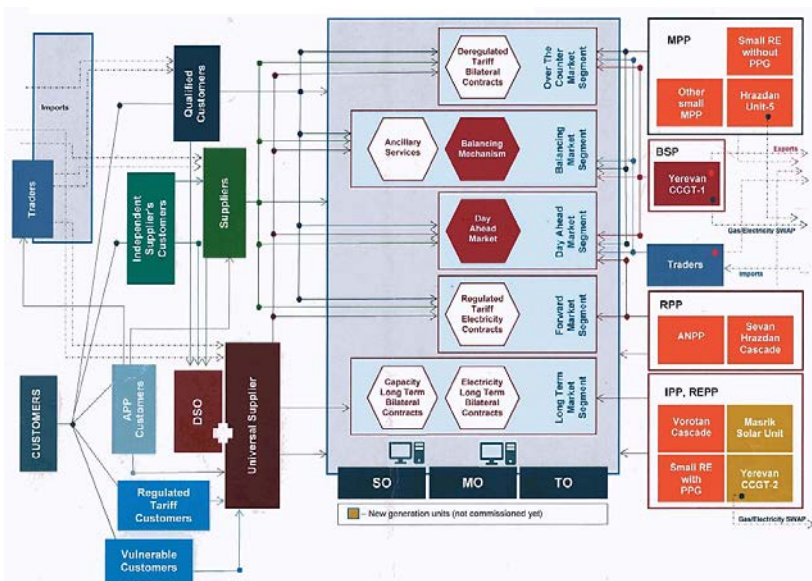 Imports
Traders
Qualified
Customers
Independent
Supplier's
Customers
Suppliers
CUSTOMERS
APP
Customers
DSO
Universal Supplier
Regulated Tariff
Customers
Vulnerable
Customers
Deregulated
Tariff
Bilateral
Contracts
Over The
Counter
Market
Segment
Ancillary
Services
Balancing
Mechanism
Balancing
Market
Segment
Day
Ahead
Market
Day Ahead
Market
Segment
Regulated
Tariff
Electricity
Contracts
Forward
Market
Segment
Capacity
Long Term
Bilateral
Contracts
Electricity
Long Term
Bilateral
Contracts
Long Term
Market
Segment
SO
MO
TO
– New generation units (not commissioned yet)
MPP
Small RE
without
PPG
Other
small
MPP
Hrazdan
Unit-5
BSP
Yerevan
CCGT-1
Exports
Gas/Electricity SWAP
Traders
Imports
RPP
ANPP
Sevan
Hrazdan
Cascade
IPP, REPP
Vorotan
Cascade
Masrik
Solar Unit
Small RE
with
PPG
Yerevan
CCGT-2
Gas/Electricity SWAP